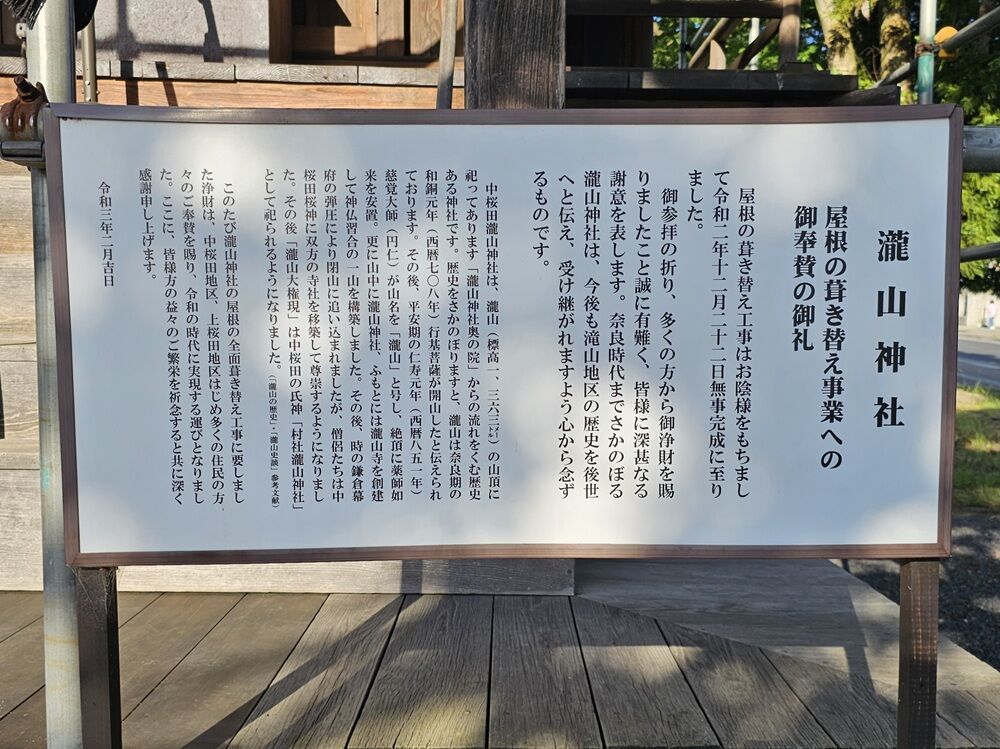 瀧山神社
屋根の葺き替え事業への
御奉賛の御礼
屋根の葺き替え工事はお陰様をもちまし
て令和二年十二月二十二日無事完成に至り
ました。
御参拝の折り、多くの方から御浄財を賜
りましたこと誠に有難く、皆様に深甚なる
謝意を表します。奈良時代までさかのぼる
瀧山神社は、今後も滝山地区の歴史を後世
へと伝え、受け継がれますよう心から念ず
るものです。
中桜田瀧山神社は、瀧山（標高一、三六三㍍）の山頂に
祀ってあります「瀧山神社奥の院」からの流れをくむ歴史
ある神社です。歴史をさかのぼりますと、瀧山は奈良期の
和銅元年（西暦七〇八年）行基菩薩が開山したと伝えられ
ております。その後、平安期の仁寿元年（西暦八五一年）
慈覚大師（円仁）が山名を「瀧山」と号し、絶頂に薬師如
来を安置。更に山中に瀧山神社、ふもとには瀧山寺を創建
して神仏習合の一山を構築しました。その後、時の鎌倉幕
府の弾圧により閉山に追い込まれましたが、僧侶たちは中
桜田桜神に双方の寺社を移築して尊崇するようになりまし
た。その後「瀧山大権現」は中桜田の氏神「村社瀧山神社」
として祀られるようになりました。（「瀧山の歴史」・「瀧山史談」参考文献）
このたび瀧山神社の屋根の全面葺き替え工事に要しまし
た浄財は、中桜田地区、上桜田地区はじめ多くの住民の方
々のご奉賛を賜り、令和の時代に実現する運びとなりまし
た。ここに、皆様方の益々のご繁栄を祈念すると共に深く
感謝申し上げます。
令和三年二月吉日